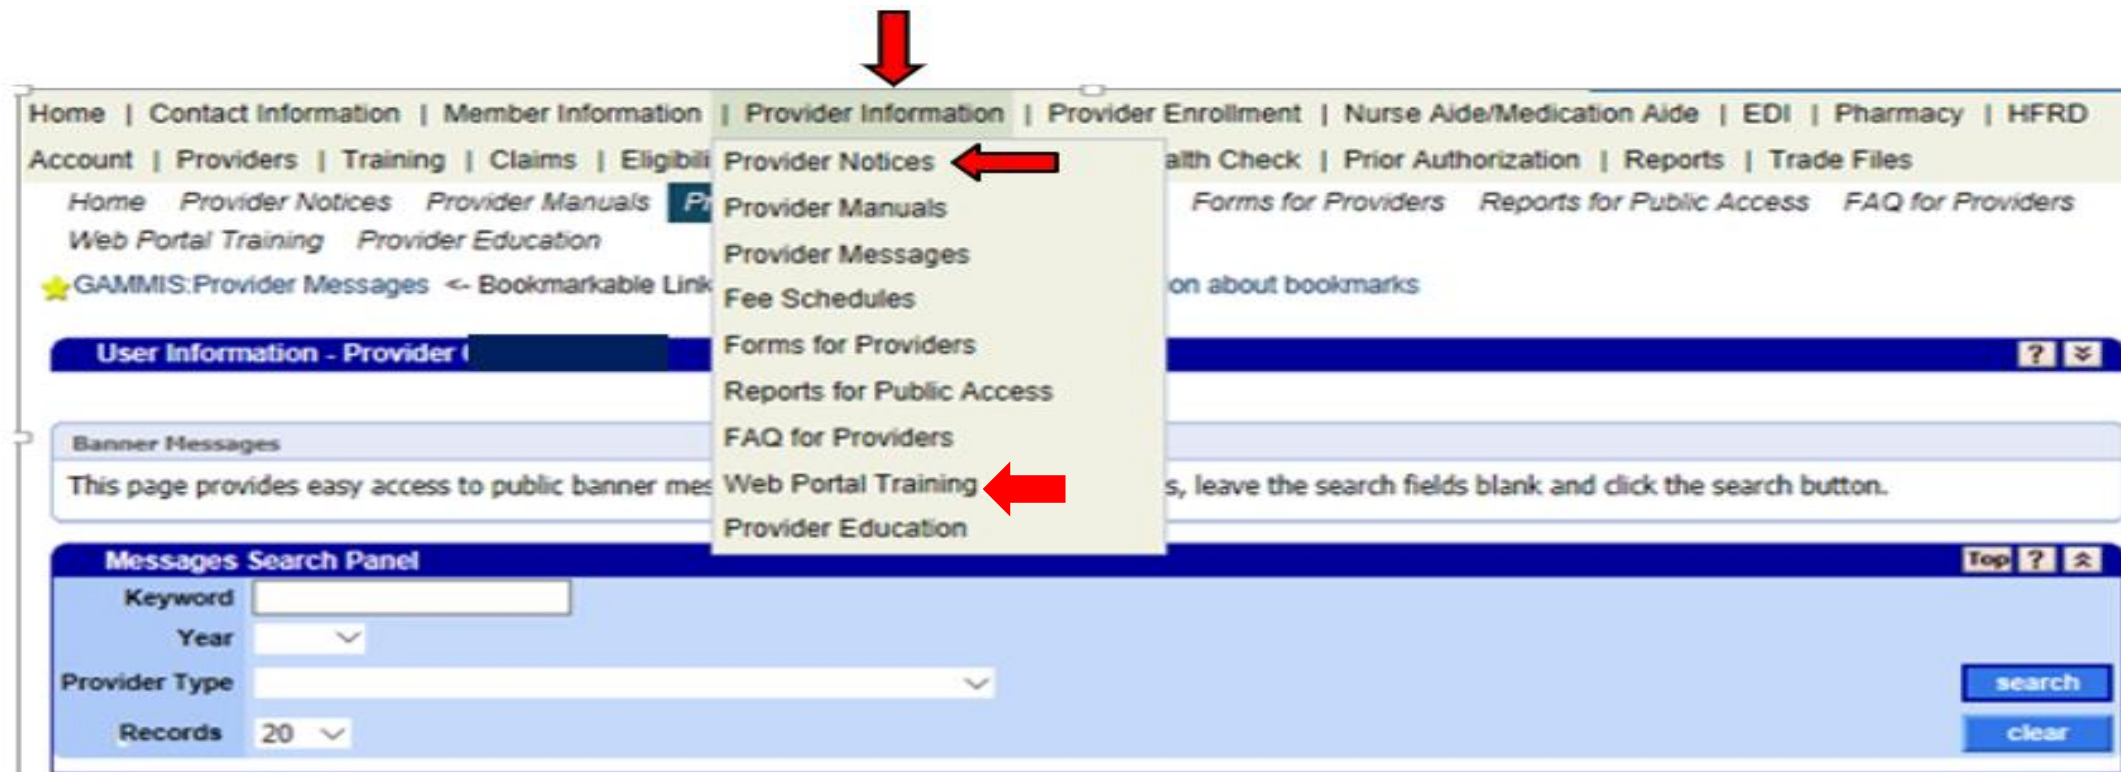 Home | Contact Information | Member Information | Provider Information | Provider Enrollment | Nurse Aide/Medication Aide | EDI | Pharmacy | HFRD
Account | Providers | Training | Claims |
alth Check | Prior Authorization | Reports | Trade Files
Home Provider Notices Provider Manuals
Forms for Providers Reports for Public Access FAQ for Providers
Web Portal Training Provider Education
GAMMIS:Provider Messages <- Bookmarkable Link
on about bookmarks
Provider Notices
Provider Manuals
Provider Messages
Fee Schedules
Forms for Providers
Reports for Public Access
FAQ for Providers
Web Portal Training
Provider Education
User Information - Provider
? 
Banner Messages
This page provides easy access to public banner mes
s, leave the search fields blank and click the search button.
Messages Search Panel
Top ?
Keyword
Year
Provider Type
search
Records 20
clear